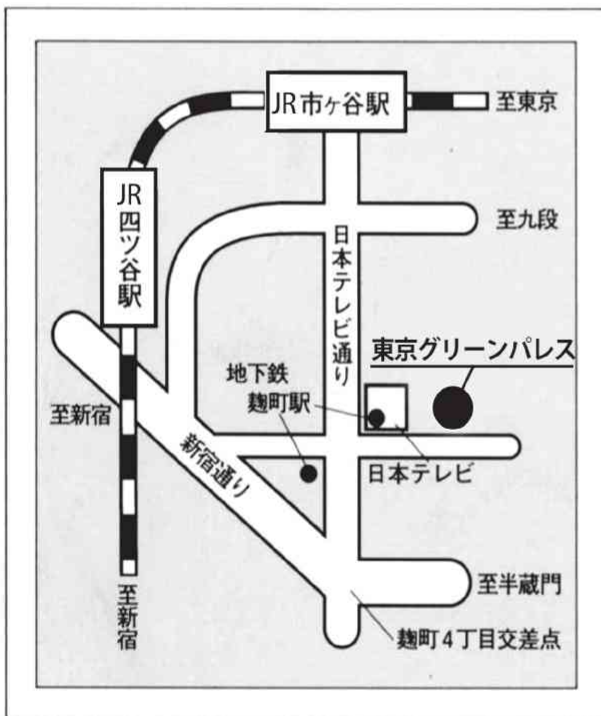 JR市ヶ谷駅
至東京
JR四ツ谷駅
至九段
日本テレビ通り
東京グリーンパレス
地下鉄
麹町駅
至新宿
新宿通り
日本テレビ
至新宿
至半蔵門
麹町4丁目交差点